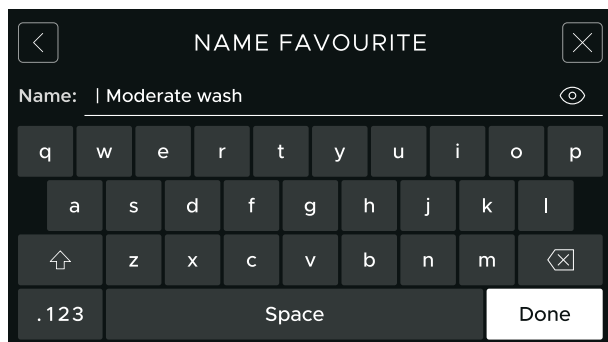 NAME FAVOURITE
Name: | Moderate wash
q w e r t y u i o p
a s d f g h j k l
z x c v b n m
.123 Space Done